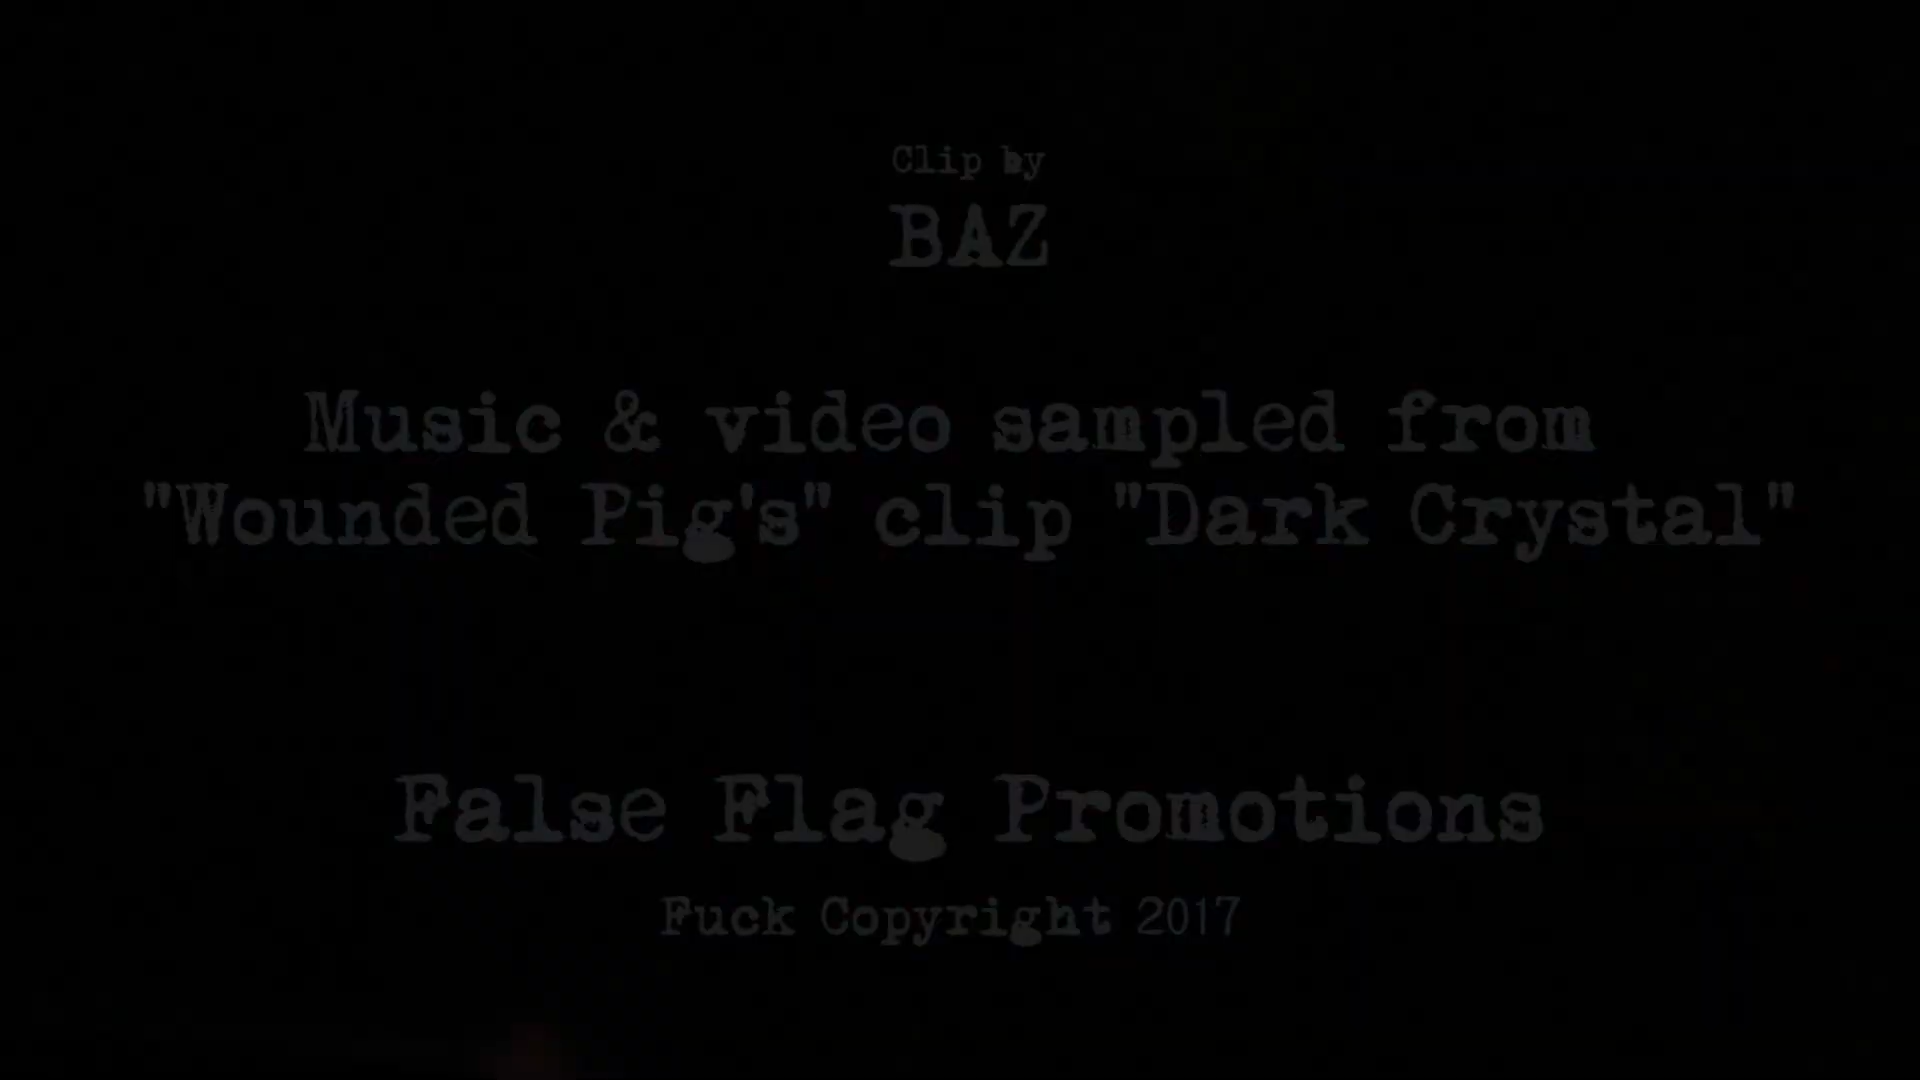 Clip by
BAZ
Music & video sampled from
"Wounded Pig's" clip "Dark Crystal"
False Flag Promotions
Fuck Copyright 2017